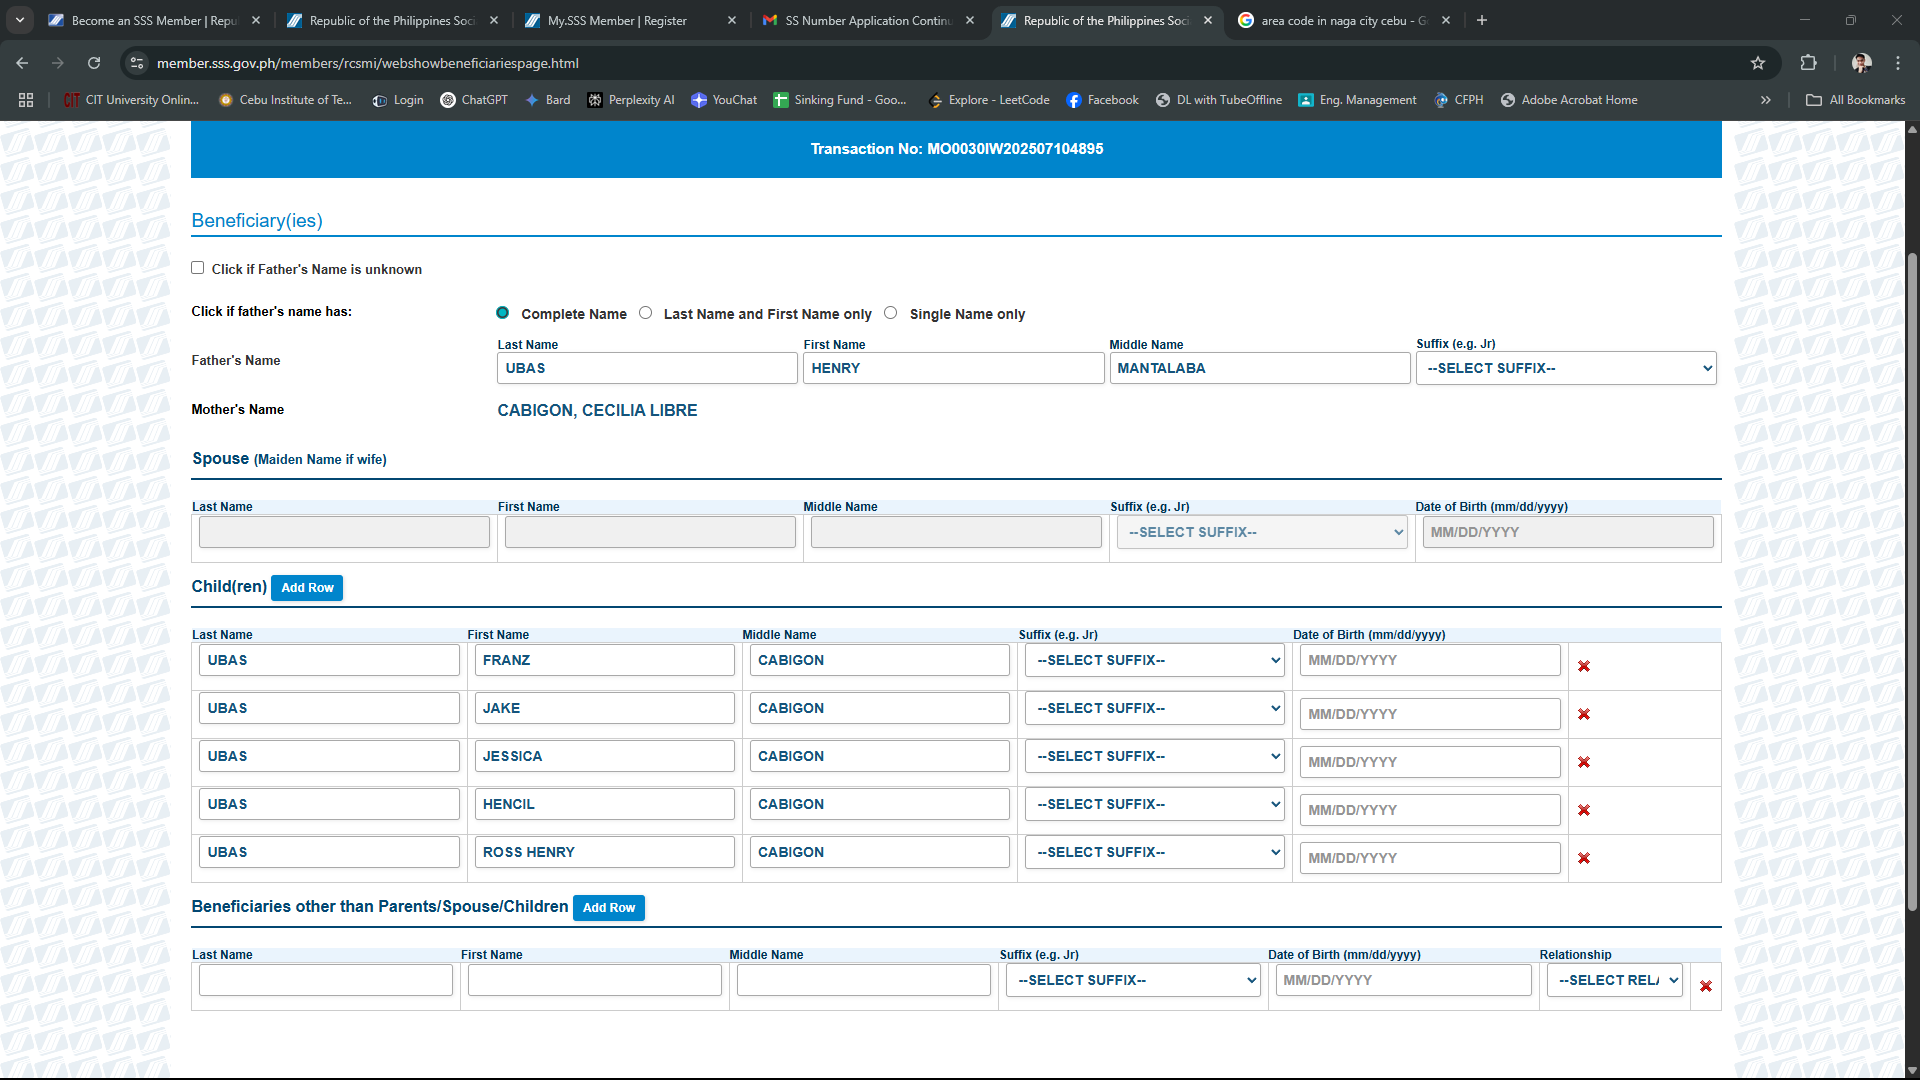 Become an SSS Member | Repu
Republic of the Philippines Soci
My.SSS Member | Register
SS Number Application Continu
Republic of the Philippines Soci
area code in naga city cebu - G
member.sss.gov.ph/members/rcsmi/webshowbeneficiariespage.html
CIT University Onlin...
Cebu Institute of Te...
Login
ChatGPT
Bard
Perplexity AI
YouChat
Sinking Fund - Goo...
Explore - LeetCode
Facebook
DL with TubeOffline
Eng. Management
CFPH
Adobe Acrobat Home
All Bookmarks
Transaction No: MO0030IW202507104895
Beneficiary(ies)
Click if Father's Name is unknown
Click if father's name has: Complete Name Last Name and First Name only Single Name only
Last Name First Name Middle Name Suffix (e.g. Jr)
Father's Name UBAS HENRY MANTALABA --SELECT SUFFIX--
Mother's Name CABIGON, CECILIA LIBRE
Spouse (Maiden Name if wife)
Last Name First Name Middle Name Suffix (e.g. Jr) Date of Birth (mm/dd/yyyy)
--SELECT SUFFIX-- MM/DD/YYYY
Child(ren) Add Row
Last Name First Name Middle Name Suffix (e.g. Jr) Date of Birth (mm/dd/yyyy)
UBAS FRANZ CABIGON --SELECT SUFFIX-- MM/DD/YYYY
UBAS JAKE CABIGON --SELECT SUFFIX-- MM/DD/YYYY
UBAS JESSICA CABIGON --SELECT SUFFIX-- MM/DD/YYYY
UBAS HENCIL CABIGON --SELECT SUFFIX-- MM/DD/YYYY
UBAS ROSS HENRY CABIGON --SELECT SUFFIX-- MM/DD/YYYY
Beneficiaries other than Parents/Spouse/Children Add Row
Last Name First Name Middle Name Suffix (e.g. Jr) Date of Birth (mm/dd/yyyy) Relationship
--SELECT SUFFIX-- MM/DD/YYYY --SELECT RELA